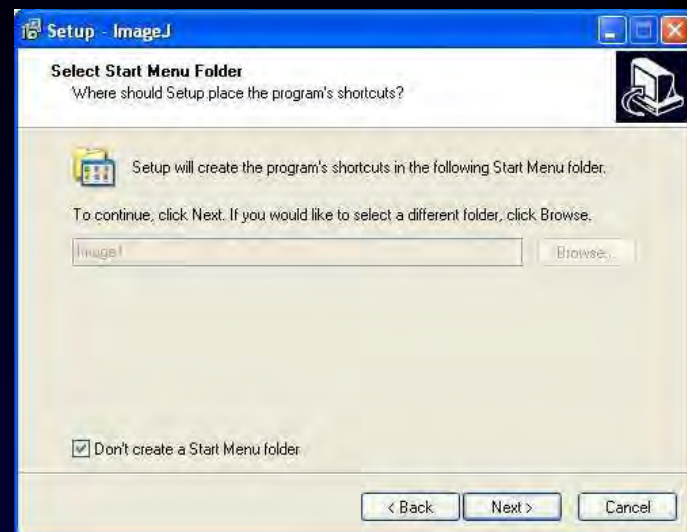 Setup - ImageJ
Select Start Menu Folder
Where should Setup place the program's shortcuts?
Setup will create the program's shortcuts in the following Start Menu folder.
To continue, click Next. If you would like to select a different folder, click Browse.
ImageJ
Browse...
Don't create a Start Menu folder
< Back
Next >
Cancel